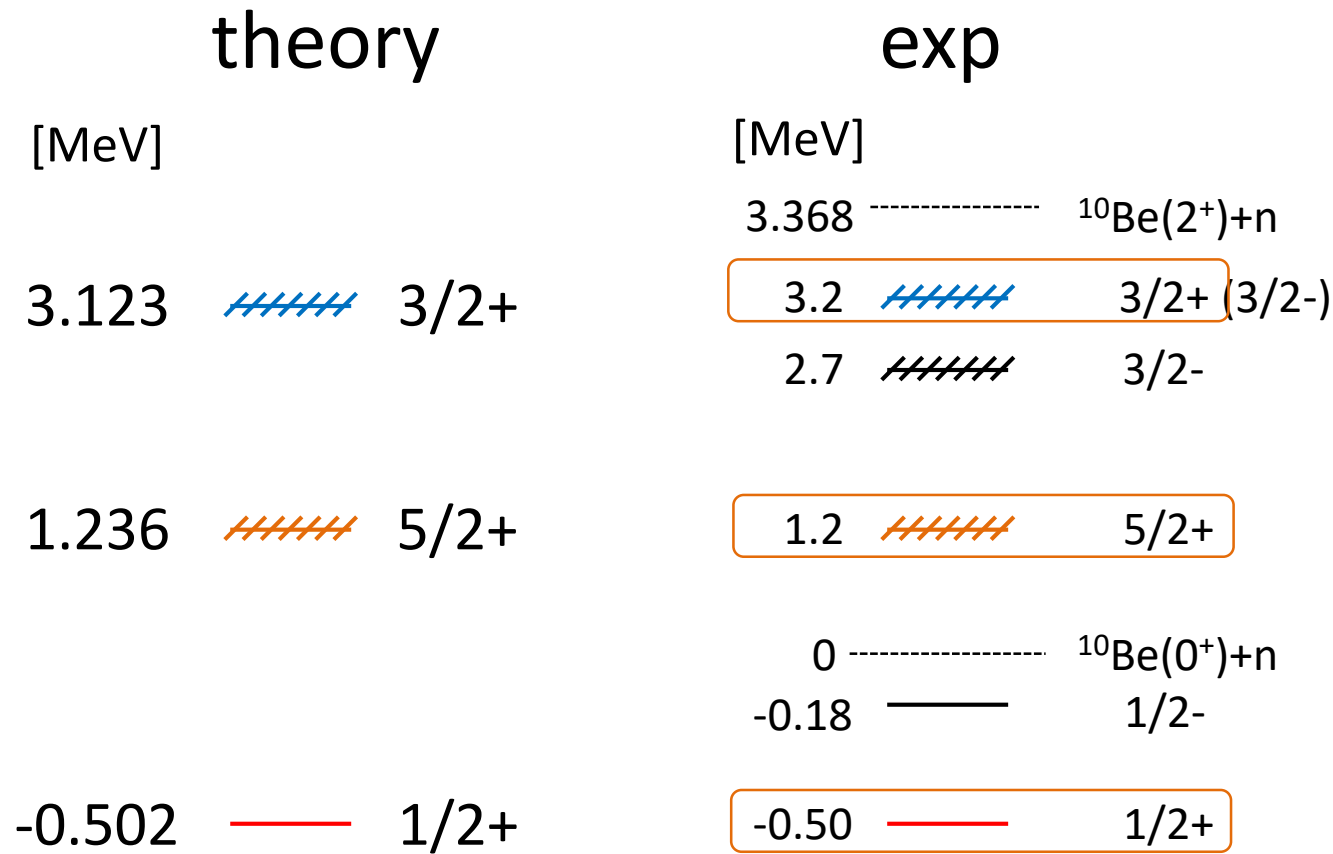 theory exp
[MeV] [MeV]
3.368 ¹⁰Be(2⁺)+n
3.123 3/2+ 3.2 3/2+ (3/2-)
2.7 3/2-
1.236 5/2+ 1.2 5/2+
0 ¹⁰Be(0⁺)+n
-0.18 1/2-
-0.502 1/2+ -0.50 1/2+